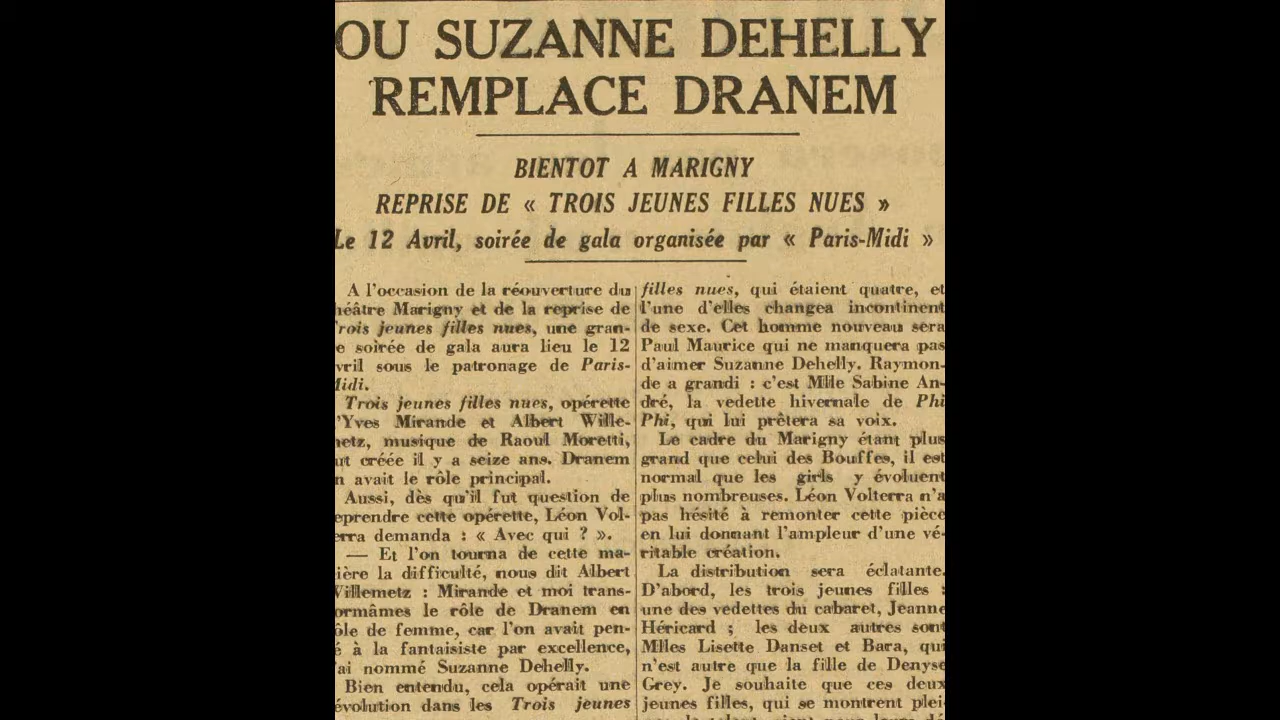 OU SUZANNE DEHELLY
REMPLACE DRANEM
BIENTOT A MARIGNY
REPRISE DE « TROIS JEUNES FILLES NUES »
Le 12 Avril, soirée de gala organisée par « Paris-Midi »
A l'occasion de la réouverture du
héâtre Marigny et de la reprise de
rois jeunes filles nues, une gran-
e soirée de gala aura lieu le 12
vril sous le patronage de Paris-
idi.
Trois jeunes filles nues, opérette
'Yves Mirande et Albert Wille-
etz, musique de Raoul Moretti,
ut créée il y a seize ans. Dranem
n avait le rôle principal.
Aussi, dès qu'il fut question de
eprendre cette opérette, Léon Vol-
erra demanda : « Avec qui ? ».
— Et l'on tourna de cette ma-
ière la difficulté, nous dit Albert
Willemetz : Mirande et moi trans-
ormâmes le rôle de Dranem en
ôle de femme, car l'on avait pen-
é à la fantaisiste par excellence,
'ai nommé Suzanne Dehelly.
Bien entendu, cela opérait une
évolution dans les Trois jeunes
filles nues, qui étaient quatre, et
l'une d'elles changea incontinent
de sexe. Cet homme nouveau sera
Paul Maurice qui ne manquera pas
d'aimer Suzanne Dehelly. Raymon-
de a grandi : c'est Mlle Sabine An-
dré, la vedette hivernale de Phi
Phi, qui lui prêtera sa voix.
Le cadre du Marigny étant plus
grand que celui des Bouffes, il est
normal que les girls y évoluent
plus nombreuses. Léon Volterra n'a
pas hésité à remonter cette pièce
en lui donnant l'ampleur d'une vé-
ritable création.
La distribution sera éclatante.
D'abord, les trois jeunes filles :
une des vedettes du cabaret, Jeanne
Héricard ; les deux autres sont
Mlles Lisette Danset et Bara, qui
n'est autre que la fille de Denyse
Grey. Je souhaite que ces deux
jeunes filles, qui se montrent plei-